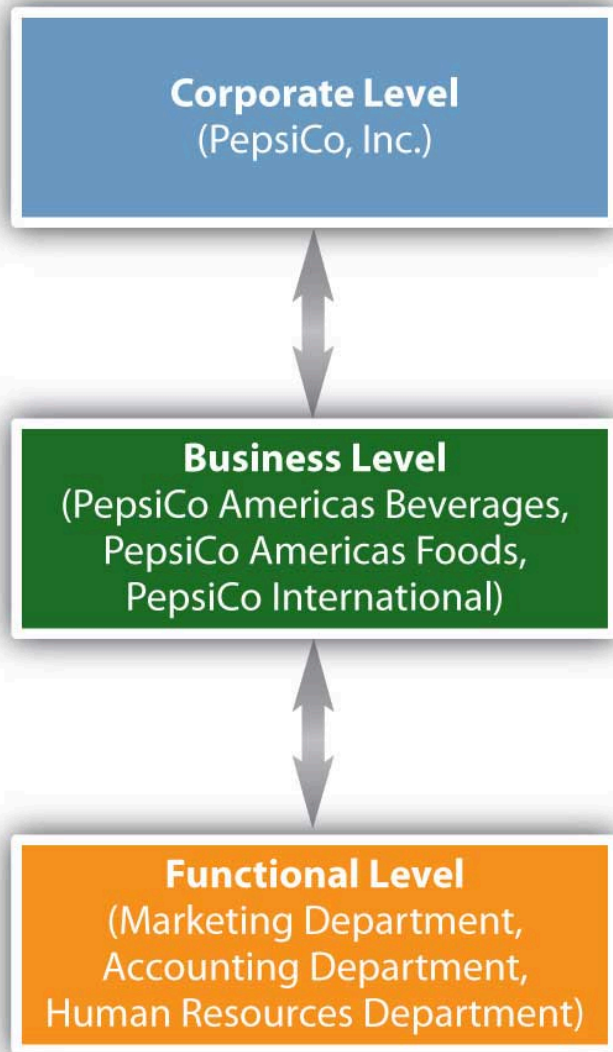 Corporate Level
(PepsiCo, Inc.)
Business Level
(PepsiCo Americas Beverages,
PepsiCo Americas Foods,
PepsiCo International)
Functional Level
(Marketing Department,
Accounting Department,
Human Resources Department)